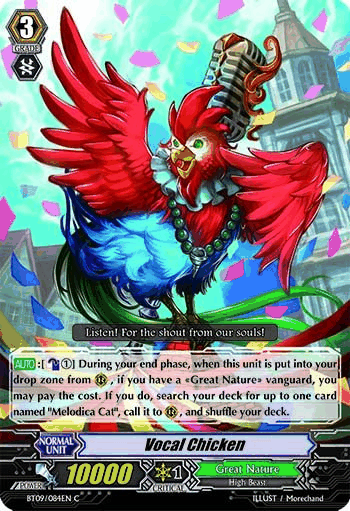 3
GRADE
Listen! For the shout from our souls!
AUTO :[ ①] During your end phase, when this unit is put into your
drop zone from R , if you have a «Great Nature» vanguard, you
may pay the cost. If you do, search your deck for up to one card
named "Melodica Cat", call it to R , and shuffle your deck.
NORMAL
UNIT
Vocal Chicken
POWER
10000
1
CRITICAL
Great Nature
High Beast
BT09/084EN C
ILLUST / Morechand